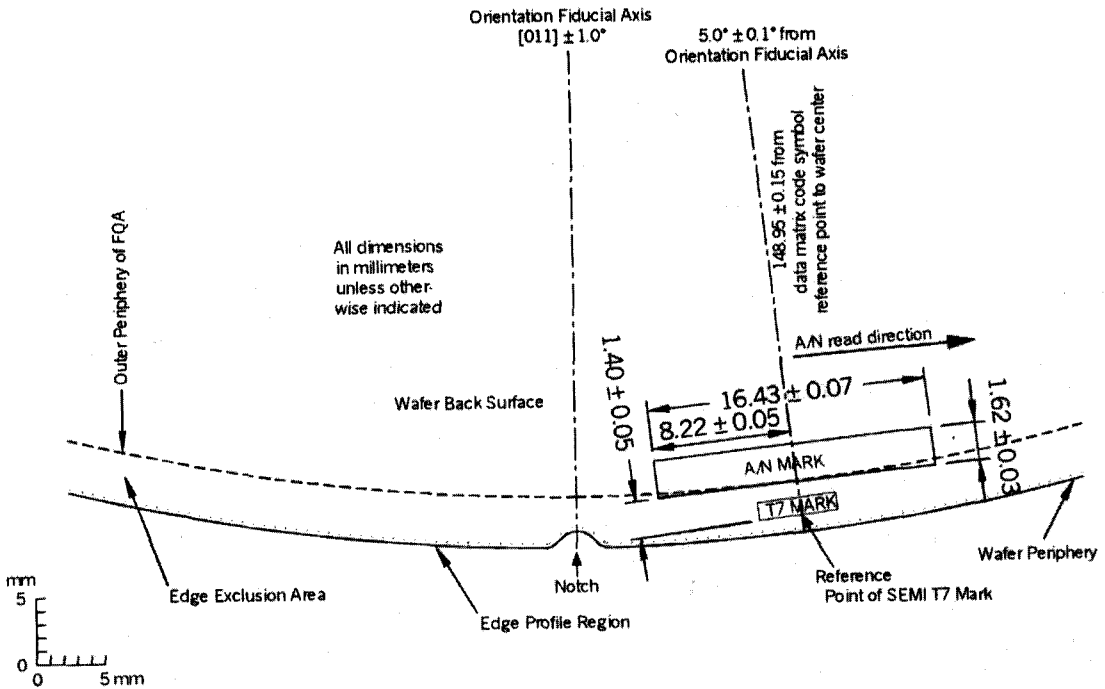 Orientation Fiducial Axis
[011] ± 1.0°
5.0° ± 0.1° from
Orientation Fiducial Axis
148.95 ± 0.15 from
data matrix code symbol
reference point to wafer center
Outer Periphery of FQA
All dimensions
in millimeters
unless other-
wise indicated
A/N read direction
Wafer Back Surface
1.40 ± 0.05
16.43 ± 0.07
8.22 ± 0.05
1.62 ± 0.03
A/N MARK
T7 MARK
Wafer Periphery
Reference
Point of SEMI T7 Mark
Notch
Edge Exclusion Area
Edge Profile Region
mm
5
0
0
5 mm